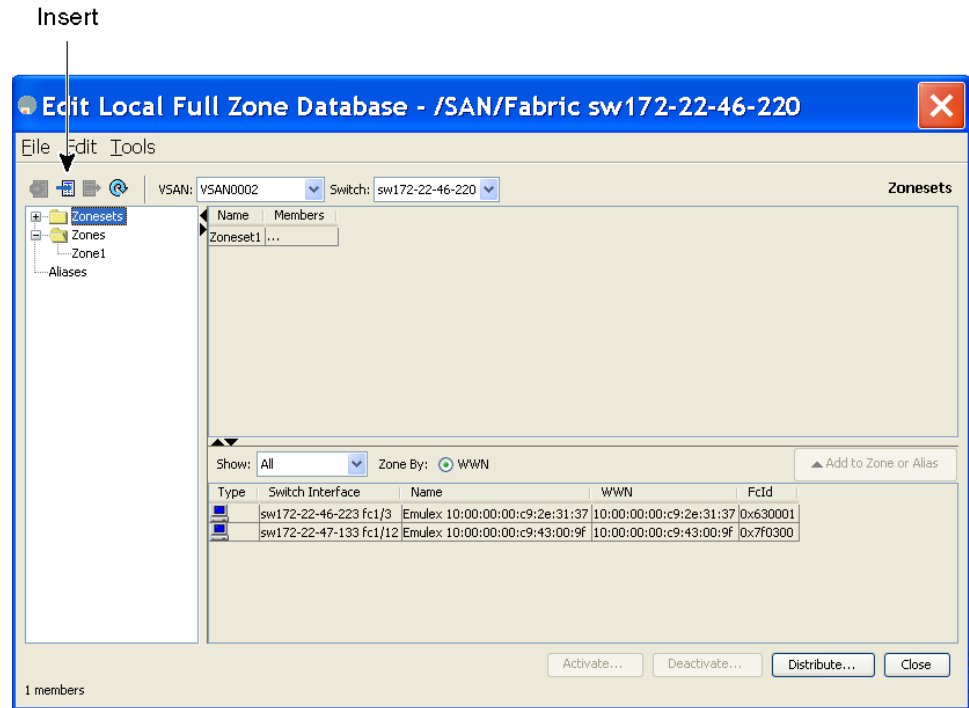 Insert
Edit Local Full Zone Database - /SAN/Fabric sw172-22-46-220
File Edit Tools
VSAN: VSAN0002 Switch: sw172-22-46-220 Zonesets
Zonesets
Zones
Zone1
Aliases
Name Members
Zoneset1 ...
Show: All Zone By: WWN Add to Zone or Alias
Type Switch Interface Name WWN FcId
sw172-22-46-223 fc1/3 Emulex 10:00:00:00:c9:2e:31:37 10:00:00:00:c9:2e:31:37 0x630001
sw172-22-47-133 fc1/12 Emulex 10:00:00:00:c9:43:00:9f 10:00:00:00:c9:43:00:9f 0x7f0300
Activate... Deactivate... Distribute... Close
1 members